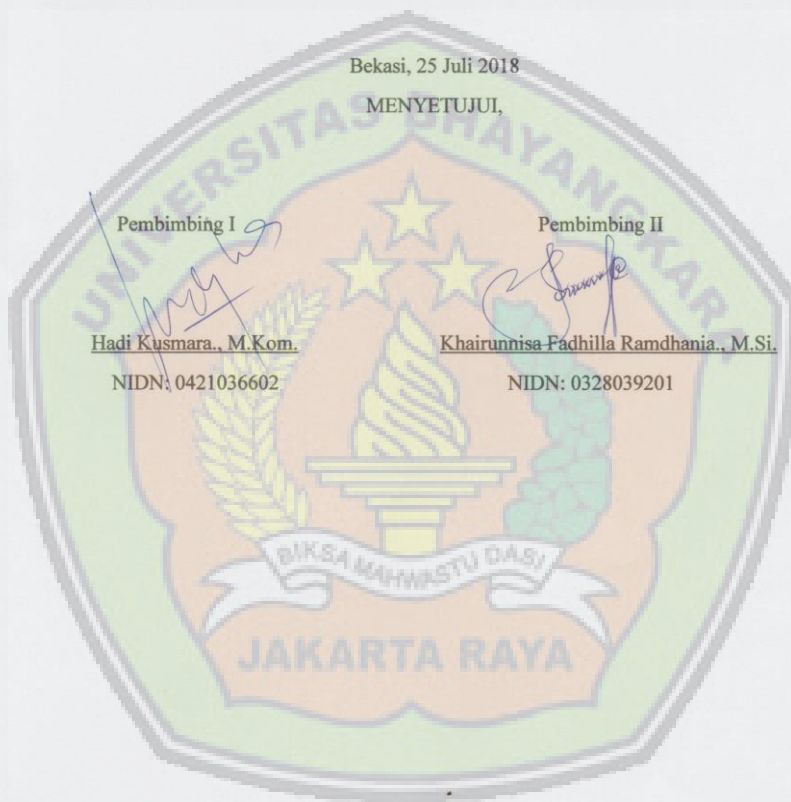 Bekasi, 25 Juli 2018
MENYETUJUI,
UNIVERSITAS BHAYANGKARA
Pembimbing I
Pembimbing II
Hadi Kusmara., M.Kom.
Khairunnisa Fadhilla Ramdhania., M.Si.
NIDN: 0421036602
NIDN: 0328039201
BIKSA MAHWASTU DASI
JAKARTA RAYA